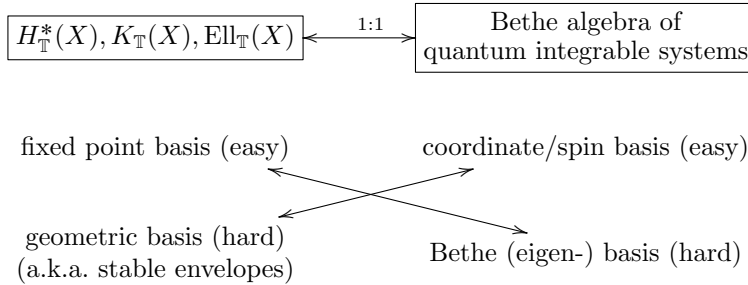 H*_𝕋(X), K_𝕋(X), Ell_𝕋(X)
1:1
Bethe algebra of
quantum integrable systems
fixed point basis (easy)
coordinate/spin basis (easy)
geometric basis (hard)
(a.k.a. stable envelopes)
Bethe (eigen-) basis (hard)